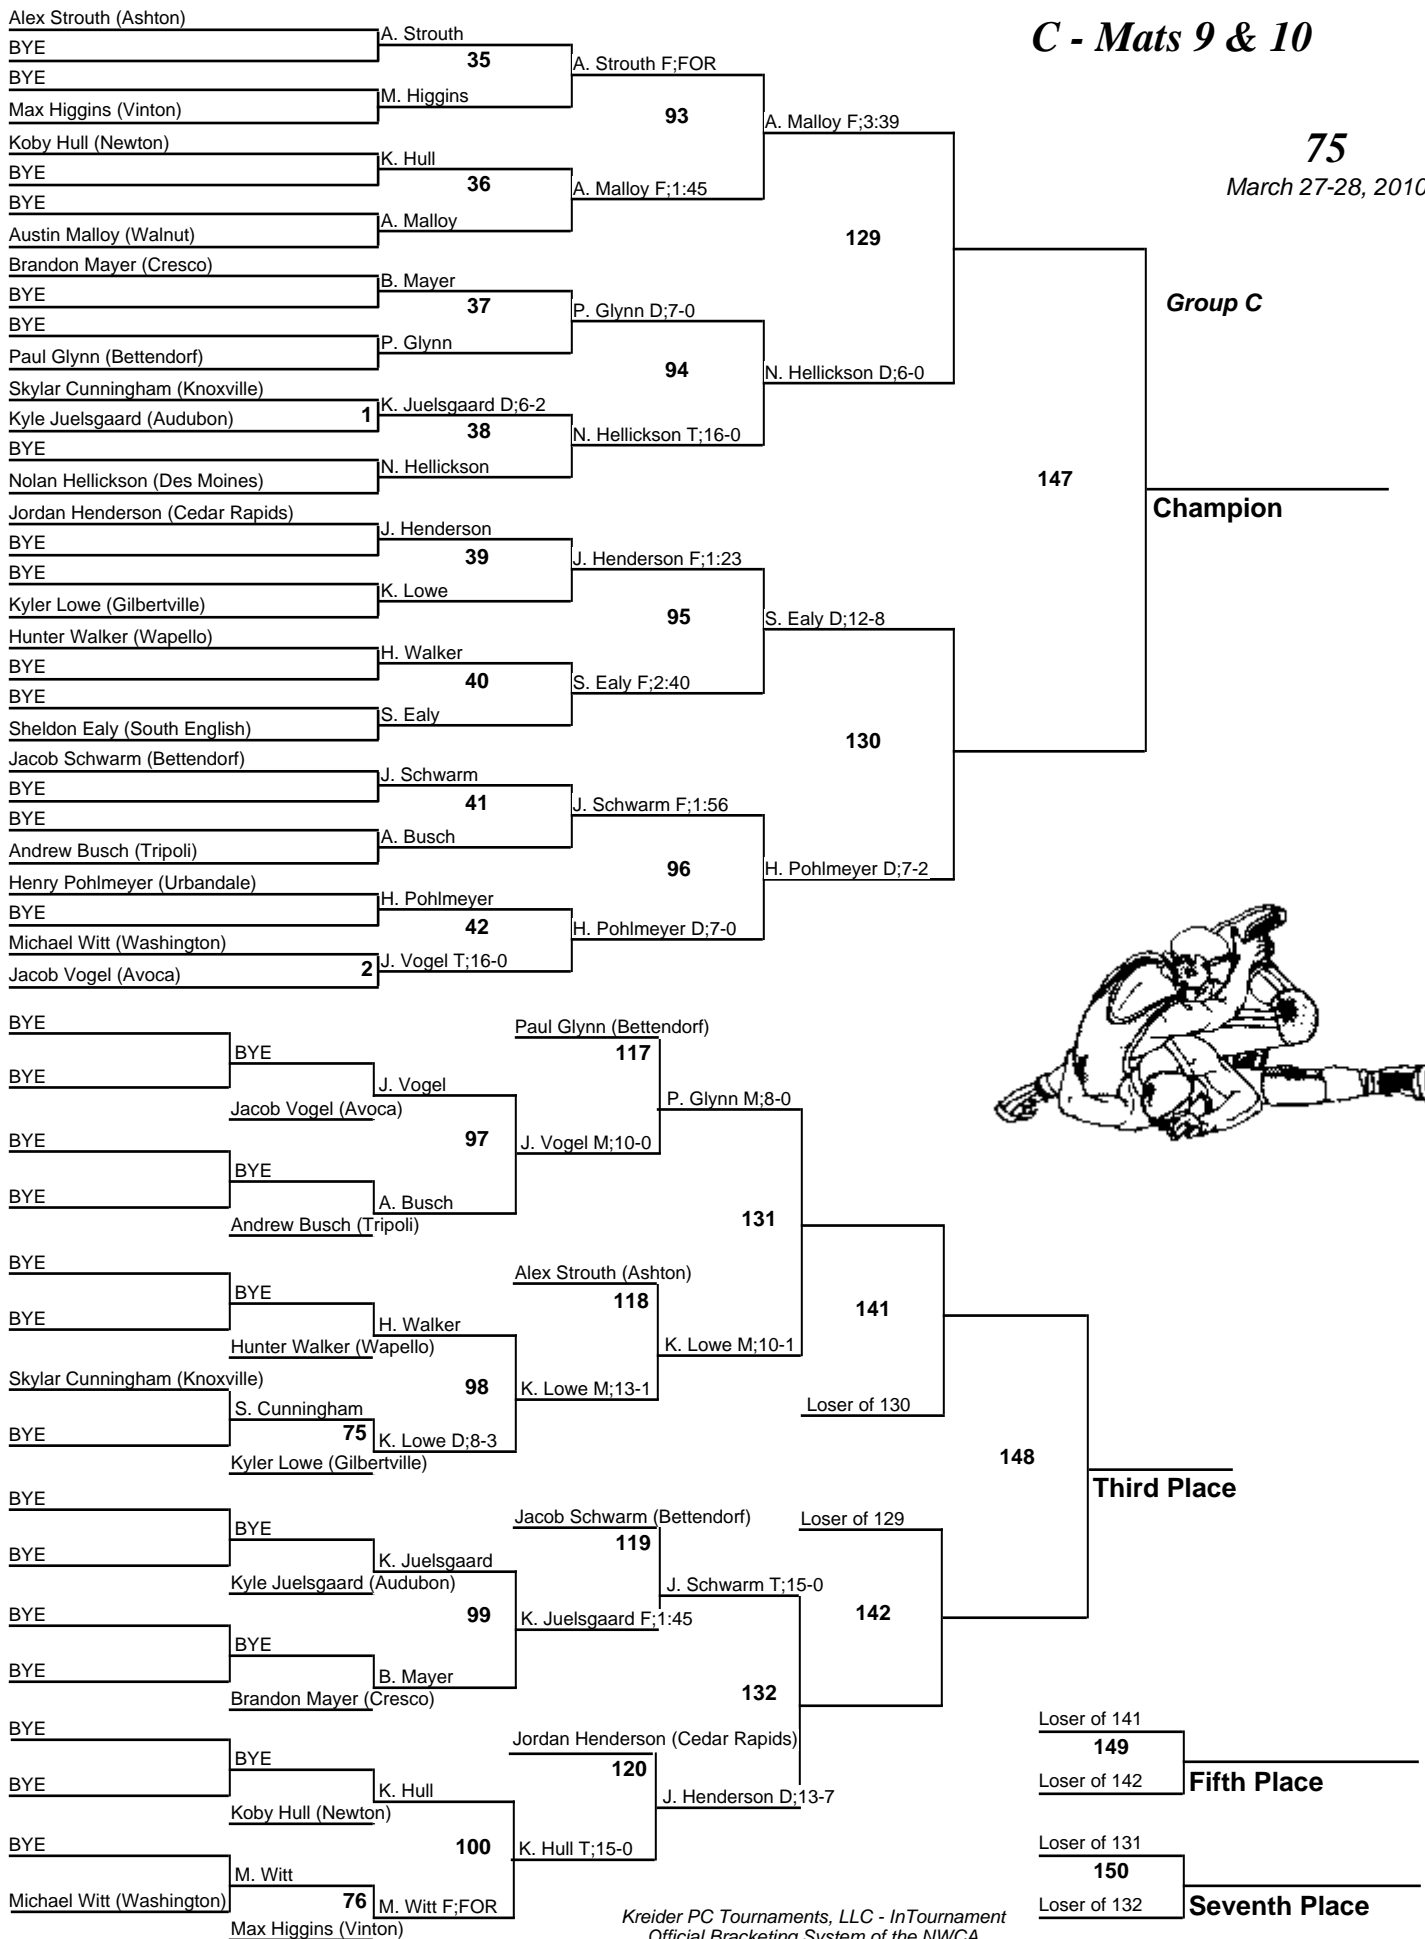 C - Mats 9 & 10
75
March 27-28, 2010
Group C
Alex Strouth (Ashton)
BYE
A. Strouth
35
BYE
Max Higgins (Vinton)
M. Higgins
A. Strouth F;FOR
93
Koby Hull (Newton)
BYE
K. Hull
36
BYE
Austin Malloy (Walnut)
A. Malloy
A. Malloy F;1:45
A. Malloy F;3:39
129
Brandon Mayer (Cresco)
BYE
B. Mayer
37
BYE
Paul Glynn (Bettendorf)
P. Glynn
P. Glynn D;7-0
94
Skylar Cunningham (Knoxville)
Kyle Juelsgaard (Audubon)
1
K. Juelsgaard D;6-2
38
BYE
Nolan Hellickson (Des Moines)
N. Hellickson
N. Hellickson T;16-0
N. Hellickson D;6-0
147
Champion
Jordan Henderson (Cedar Rapids)
BYE
J. Henderson
39
BYE
Kyler Lowe (Gilbertville)
K. Lowe
J. Henderson F;1:23
95
Hunter Walker (Wapello)
BYE
H. Walker
40
BYE
Sheldon Ealy (South English)
S. Ealy
S. Ealy F;2:40
S. Ealy D;12-8
130
Jacob Schwarm (Bettendorf)
BYE
J. Schwarm
41
BYE
Andrew Busch (Tripoli)
A. Busch
J. Schwarm F;1:56
96
Henry Pohlmeyer (Urbandale)
BYE
H. Pohlmeyer
42
Michael Witt (Washington)
Jacob Vogel (Avoca)
2
J. Vogel T;16-0
H. Pohlmeyer D;7-0
H. Pohlmeyer D;7-2
BYE
BYE
BYE
Jacob Vogel (Avoca)
J. Vogel
97
BYE
BYE
BYE
Andrew Busch (Tripoli)
A. Busch
Paul Glynn (Bettendorf)
117
J. Vogel M;10-0
P. Glynn M;8-0
131
BYE
BYE
BYE
Hunter Walker (Wapello)
H. Walker
98
Skylar Cunningham (Knoxville)
BYE
S. Cunningham
75
Kyler Lowe (Gilbertville)
K. Lowe D;8-3
Alex Strouth (Ashton)
118
K. Lowe M;13-1
K. Lowe M;10-1
141
Loser of 130
148
Third Place
BYE
BYE
BYE
Kyle Juelsgaard (Audubon)
K. Juelsgaard
99
BYE
BYE
BYE
Brandon Mayer (Cresco)
B. Mayer
Jacob Schwarm (Bettendorf)
119
K. Juelsgaard F;1:45
J. Schwarm T;15-0
132
Loser of 129
142
BYE
BYE
BYE
Koby Hull (Newton)
K. Hull
100
BYE
Michael Witt (Washington)
M. Witt
76
Max Higgins (Vinton)
M. Witt F;FOR
Jordan Henderson (Cedar Rapids)
120
K. Hull T;15-0
J. Henderson D;13-7
Loser of 141
149
Loser of 142
Fifth Place
Loser of 131
150
Loser of 132
Seventh Place
Kreider PC Tournaments, LLC - InTournament
Official Bracketing System of the NWCA